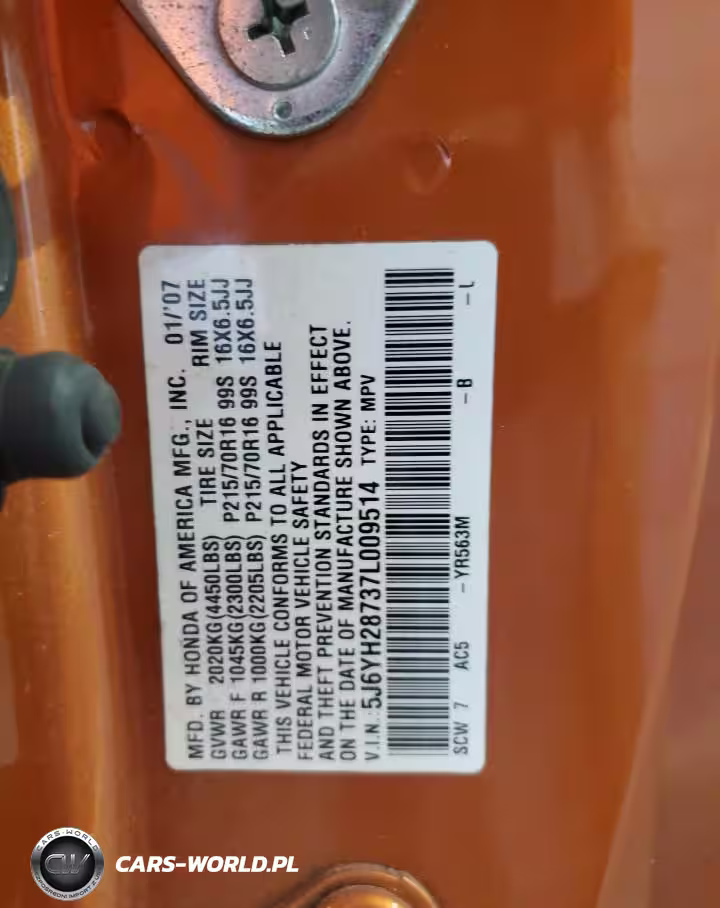 MFD. BY HONDA OF AMERICA MFG., INC. 01/'07
GVWR 2020KG(4450LBS) TIRE SIZE RIM SIZE
GAWR F 1045KG(2300LBS) P215/70R16 99S 16X6.5JJ
GAWR R 1000KG(2205LBS) P215/70R16 99S 16X6.5JJ
THIS VEHICLE CONFORMS TO ALL APPLICABLE
FEDERAL MOTOR VEHICLE SAFETY
AND THEFT PREVENTION STANDARDS IN EFFECT
ON THE DATE OF MANUFACTURE SHOWN ABOVE.
V.I.N.: 5J6YH28737L009514 TYPE: MPV
SCW 7 AC5 -YR563M -B -L
CARS-WORLD
CW
CARS-WORLD.PL